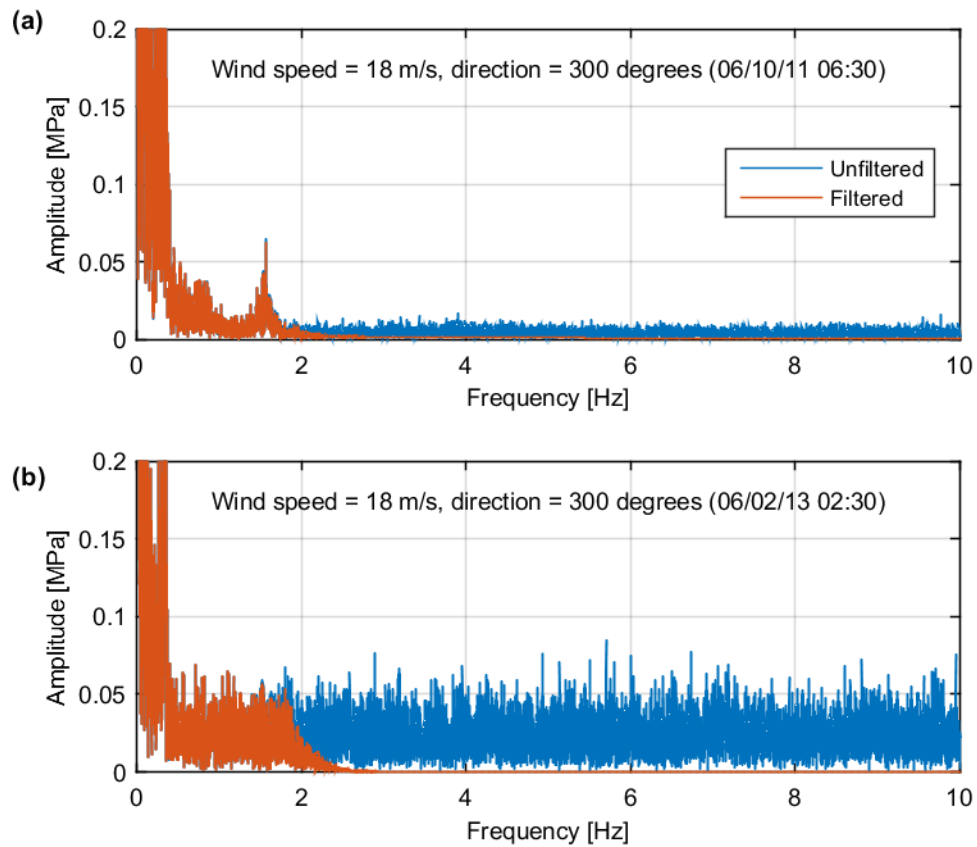 (a)
Wind speed = 18 m/s, direction = 300 degrees (06/10/11 06:30)
Amplitude [MPa]
0.2
0.15
0.1
0.05
0
Unfiltered
Filtered
0 2 4 6 8 10
Frequency [Hz]
(b)
Wind speed = 18 m/s, direction = 300 degrees (06/02/13 02:30)
Amplitude [MPa]
0.2
0.15
0.1
0.05
0
0 2 4 6 8 10
Frequency [Hz]